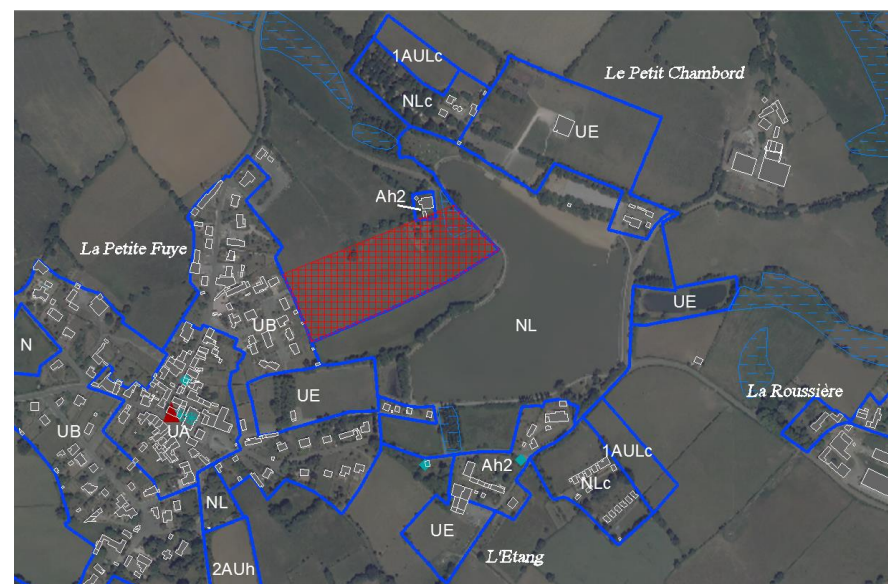 1AULc
Le Petit Chambord
NLc
UE
Ah2
La Petite Fuye
UE
NL
UB
N
UE
La Roussière
UB
UA
1AULc
Ah2
NLc
NL
UE
L'Etang
2AUh